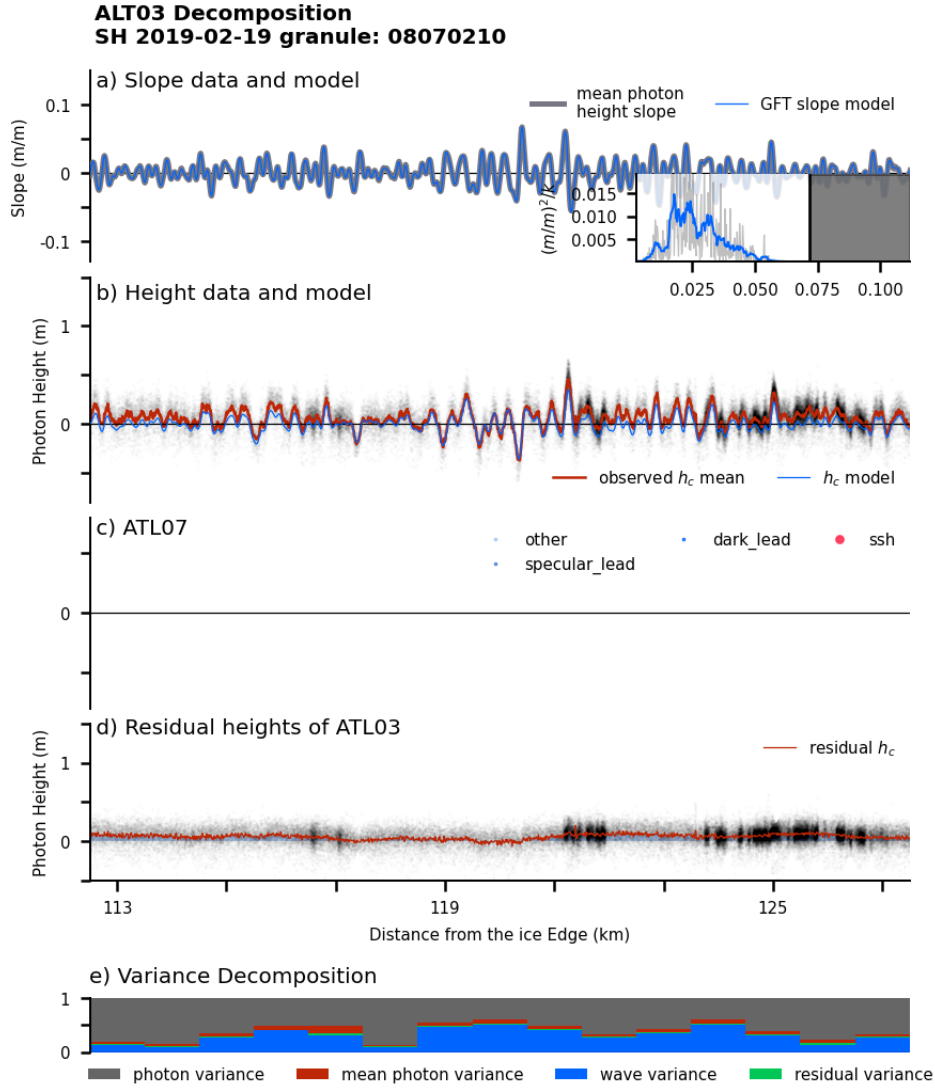 ALT03 Decomposition
SH 2019-02-19 granule: 08070210
a) Slope data and model
mean photon
height slope
GFT slope model
Slope (m/m)
0.1
0
-0.1
(m/m)²/k
0.015
0.010
0.005
0.025 0.050 0.075 0.100
b) Height data and model
Photon Height (m)
1
0
observed h_c mean
h_c model
c) ATL07
other
specular_lead
dark_lead
ssh
0
d) Residual heights of ATL03
Photon Height (m)
1
0
residual h_c
113 119 125
Distance from the ice Edge (km)
e) Variance Decomposition
1
0
photon variance mean photon variance wave variance residual variance